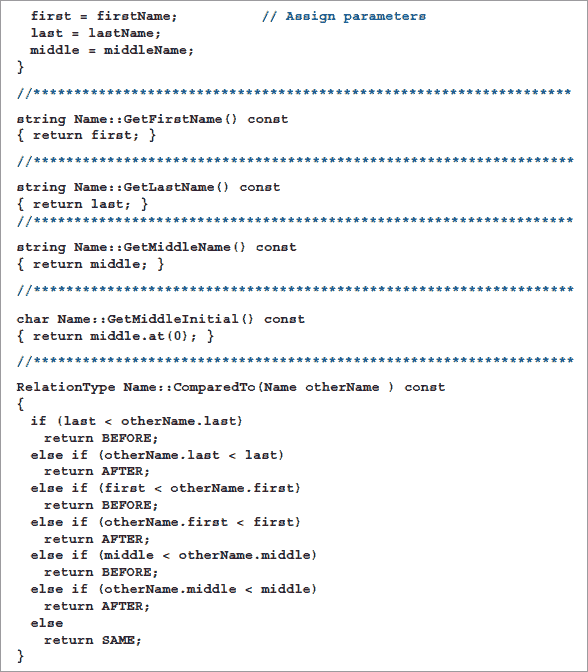 first = firstName;          // Assign parameters
last = lastName;
middle = middleName;
}
//******************************************************************
string Name::GetFirstName() const
{ return first; }
//******************************************************************
string Name::GetLastName() const
{ return last; }
//******************************************************************
string Name::GetMiddleName() const
{ return middle; }
//******************************************************************
char Name::GetMiddleInitial() const
{ return middle.at(0); }
//******************************************************************
RelationType Name::ComparedTo(Name otherName ) const
{
  if (last < otherName.last)
    return BEFORE;
  else if (otherName.last < last)
    return AFTER;
  else if (first < otherName.first)
    return BEFORE;
  else if (otherName.first < first)
    return AFTER;
  else if (middle < otherName.middle)
    return BEFORE;
  else if (otherName.middle < middle)
    return AFTER;
  else
    return SAME;
}